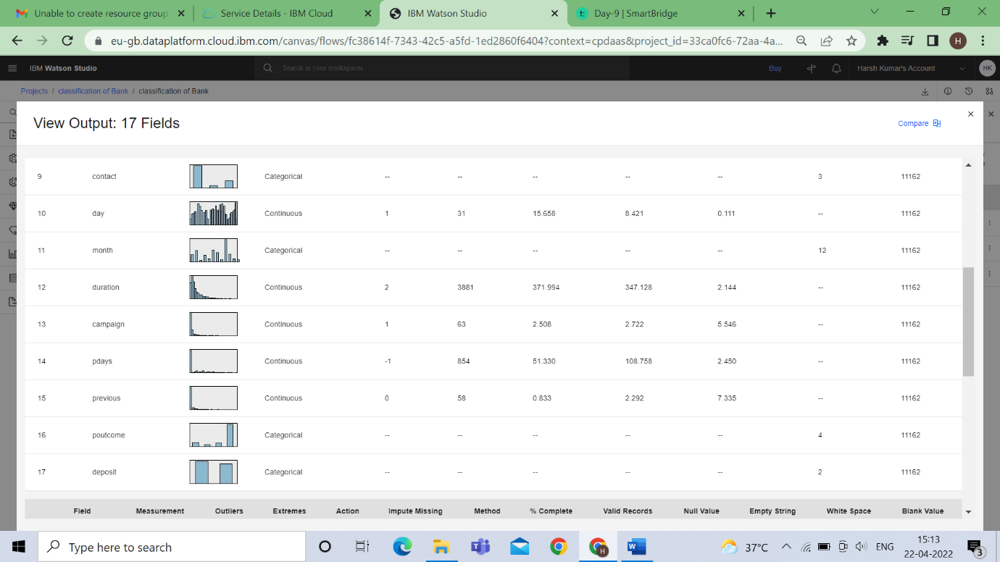 Unable to create resource group
Service Details - IBM Cloud
IBM Watson Studio
Day-9 | SmartBridge
eu-gb.dataplatform.cloud.ibm.com/canvas/flows/fc38614f-7343-42c5-a5fd-1ed2860f6404?context=cpdaas&project_id=33ca0fc6-72aa-4a...
H
IBM Watson Studio
Search in your workspaces
Buy
Harsh Kumar's Account
HK
Projects / classification of Bank / classification of Bank
View Output: 17 Fields
Compare
9 contact Categorical -- -- -- -- -- 3 11162
10 day Continuous 1 31 15.658 8.421 0.111 -- 11162
11 month Categorical -- -- -- -- -- 12 11162
12 duration Continuous 2 3881 371.994 347.128 2.144 -- 11162
13 campaign Continuous 1 63 2.508 2.722 5.546 -- 11162
14 pdays Continuous -1 854 51.330 108.758 2.450 -- 11162
15 previous Continuous 0 58 0.833 2.292 7.335 -- 11162
16 poutcome Categorical -- -- -- -- -- 4 11162
17 deposit Categorical -- -- -- -- -- 2 11162
Field Measurement Outliers Extremes Action Impute Missing Method % Complete Valid Records Null Value Empty String White Space Blank Value
Type here to search
37°C
ENG
15:13
22-04-2022
3